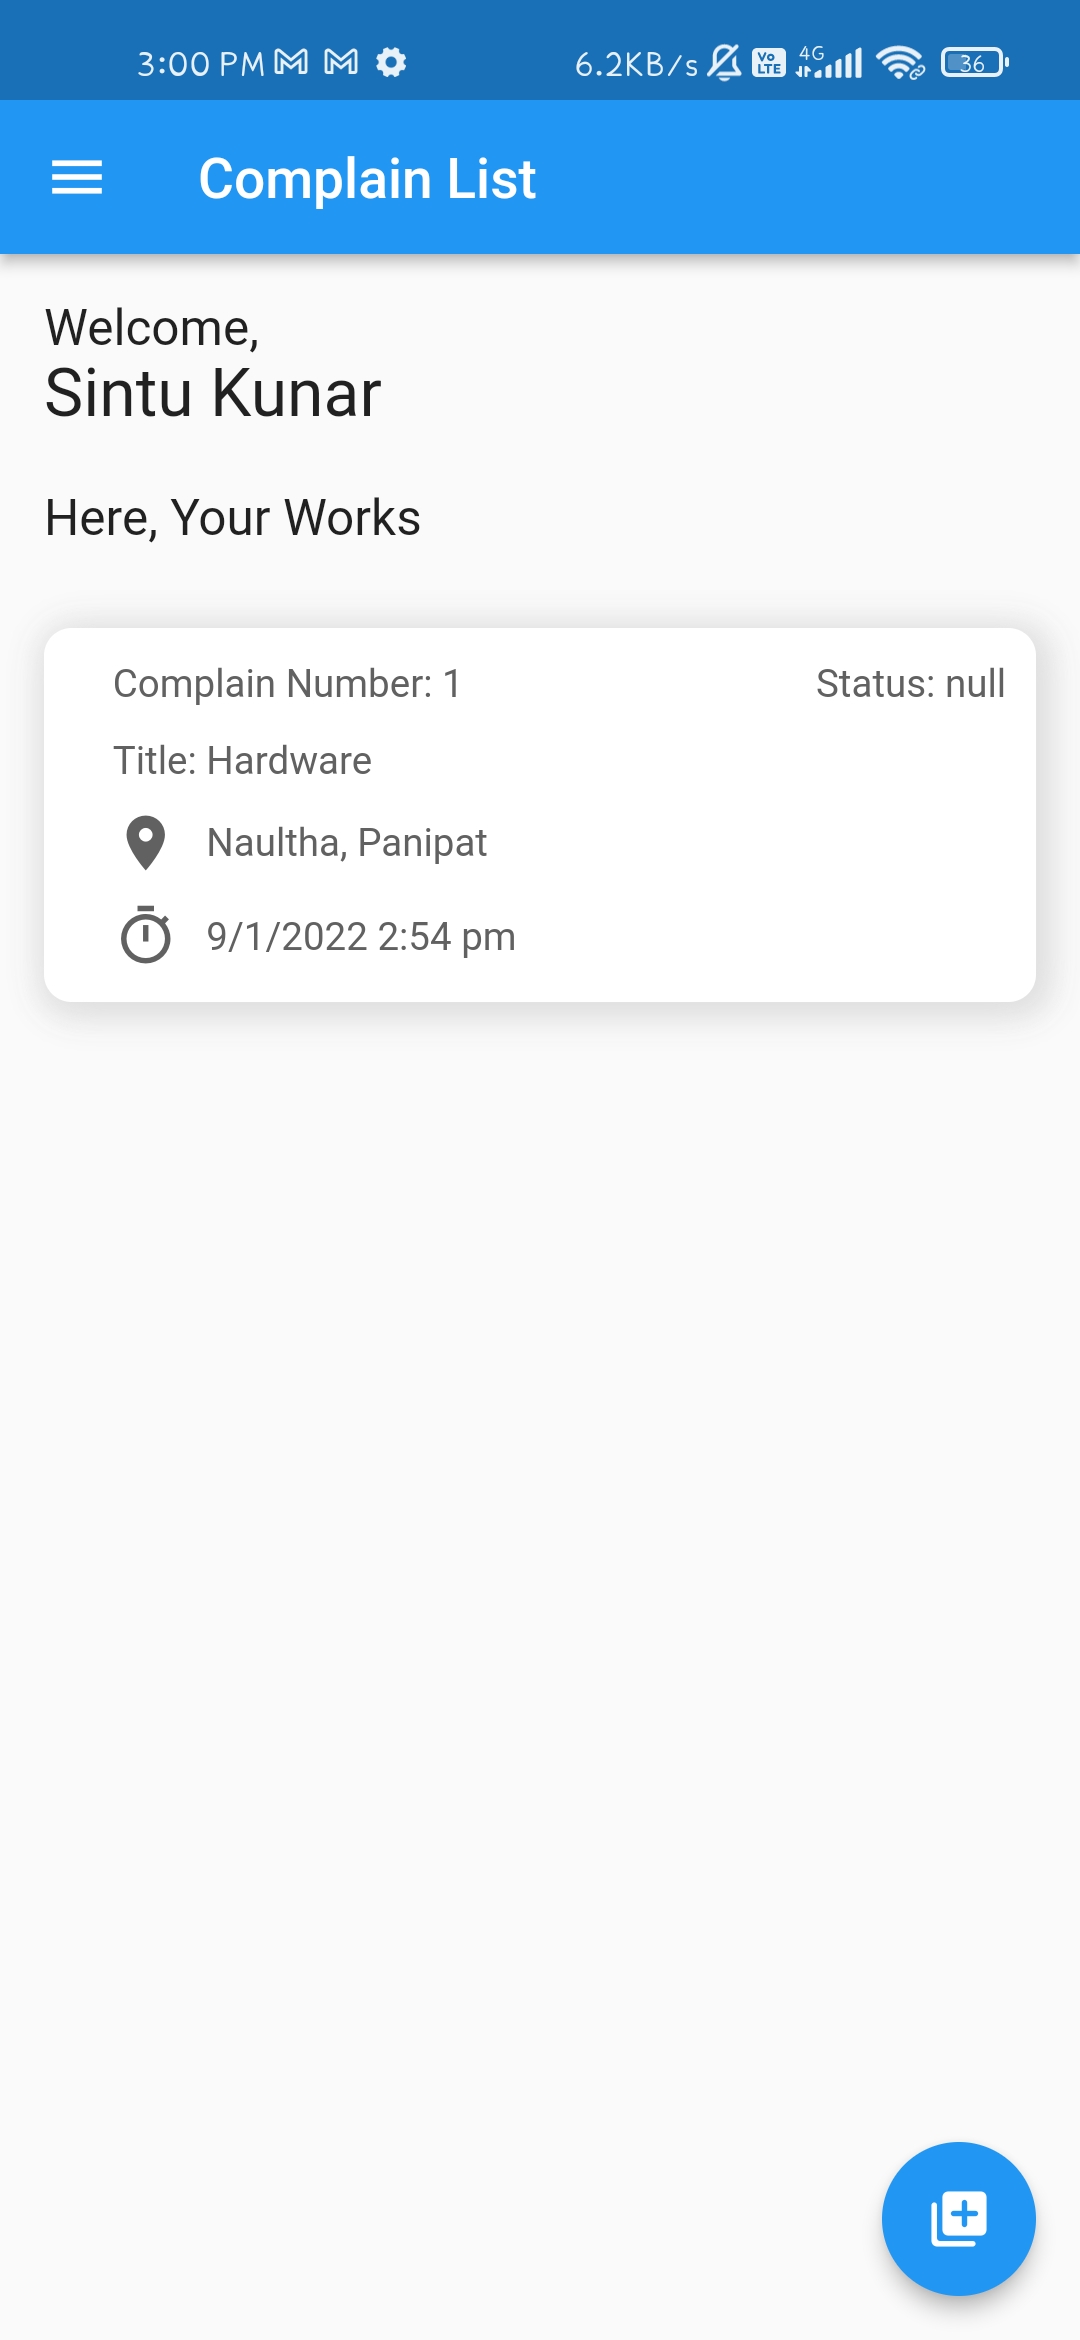 3:00 PM 6.2KB/s Vo LTE 4G 36
Complain List
Welcome,
Sintu Kunar
Here, Your Works
Complain Number: 1 Status: null
Title: Hardware
Naultha, Panipat
9/1/2022 2:54 pm